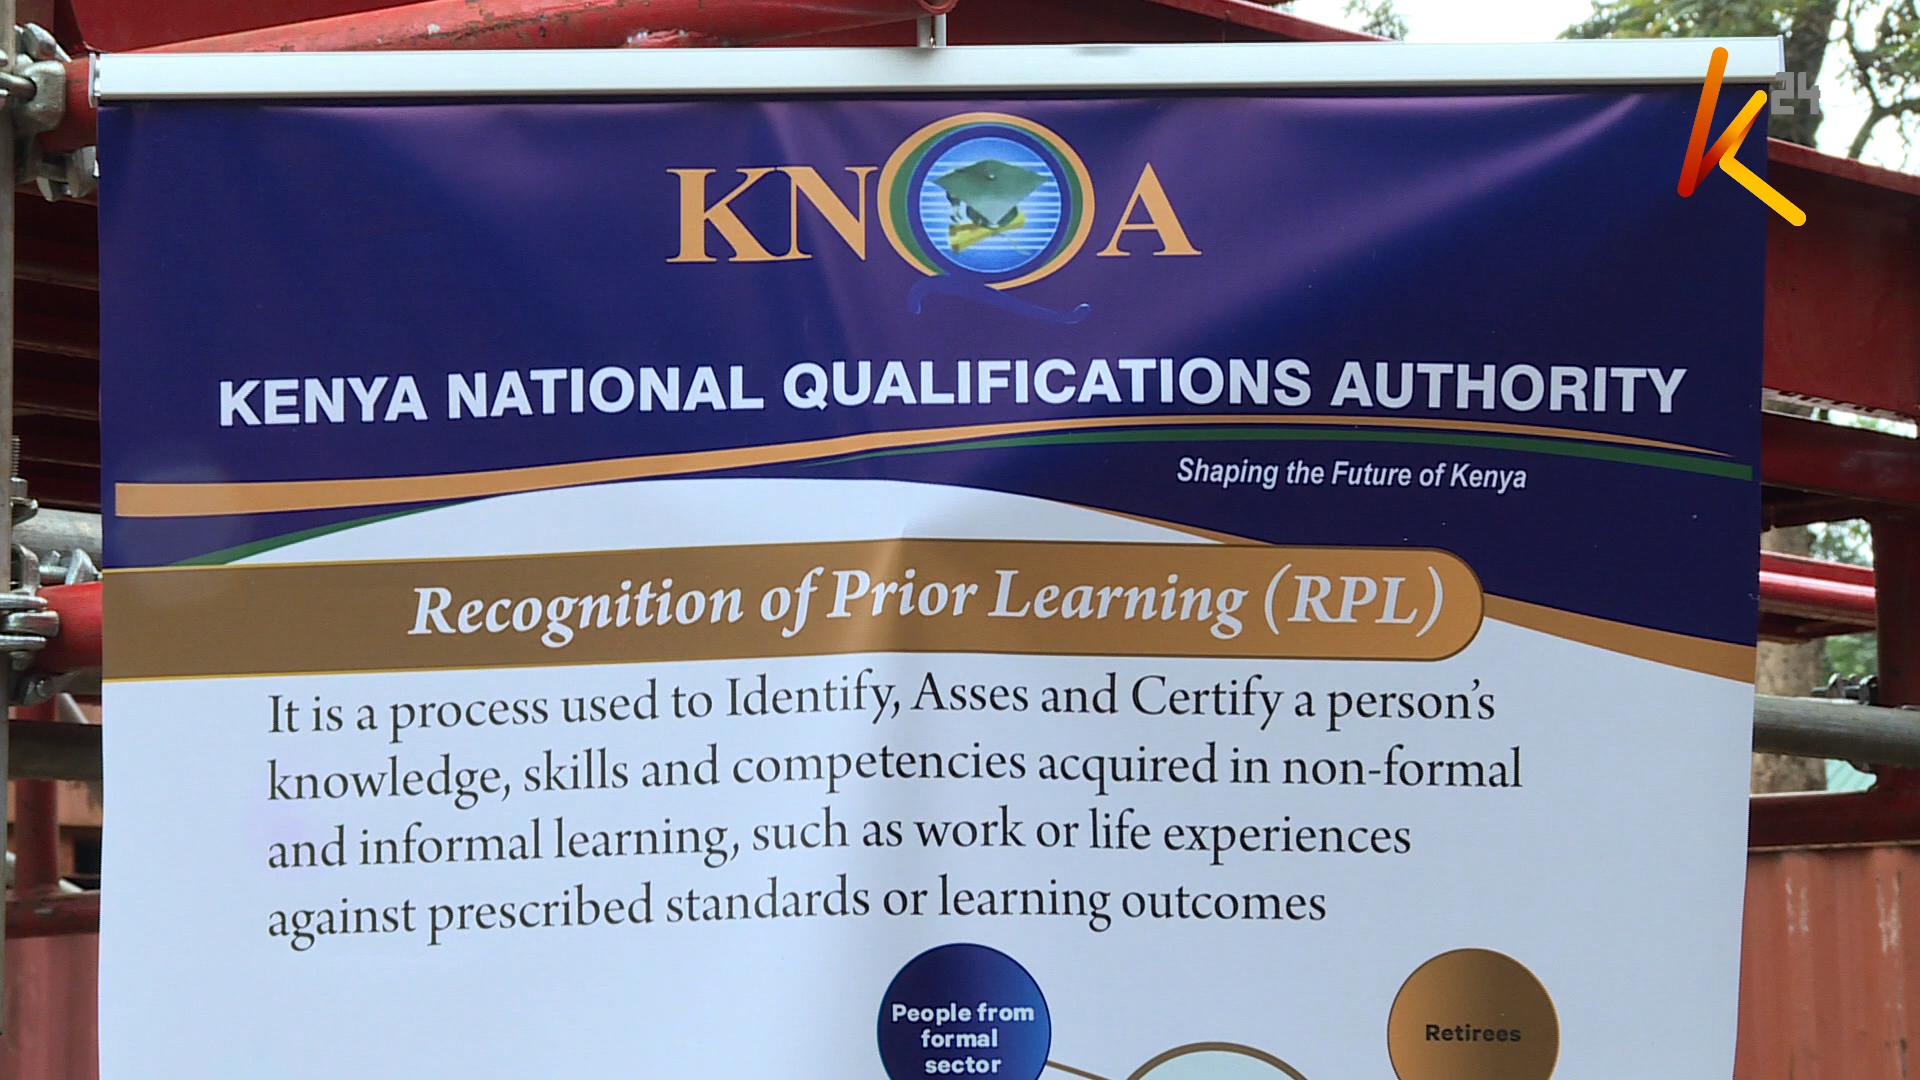 K24
KNQA
KENYA NATIONAL QUALIFICATIONS AUTHORITY
Shaping the Future of Kenya
Recognition of Prior Learning (RPL)
It is a process used to Identify, Asses and Certify a person's
knowledge, skills and competencies acquired in non-formal
and informal learning, such as work or life experiences
against prescribed standards or learning outcomes
People from
formal
sector
Retirees